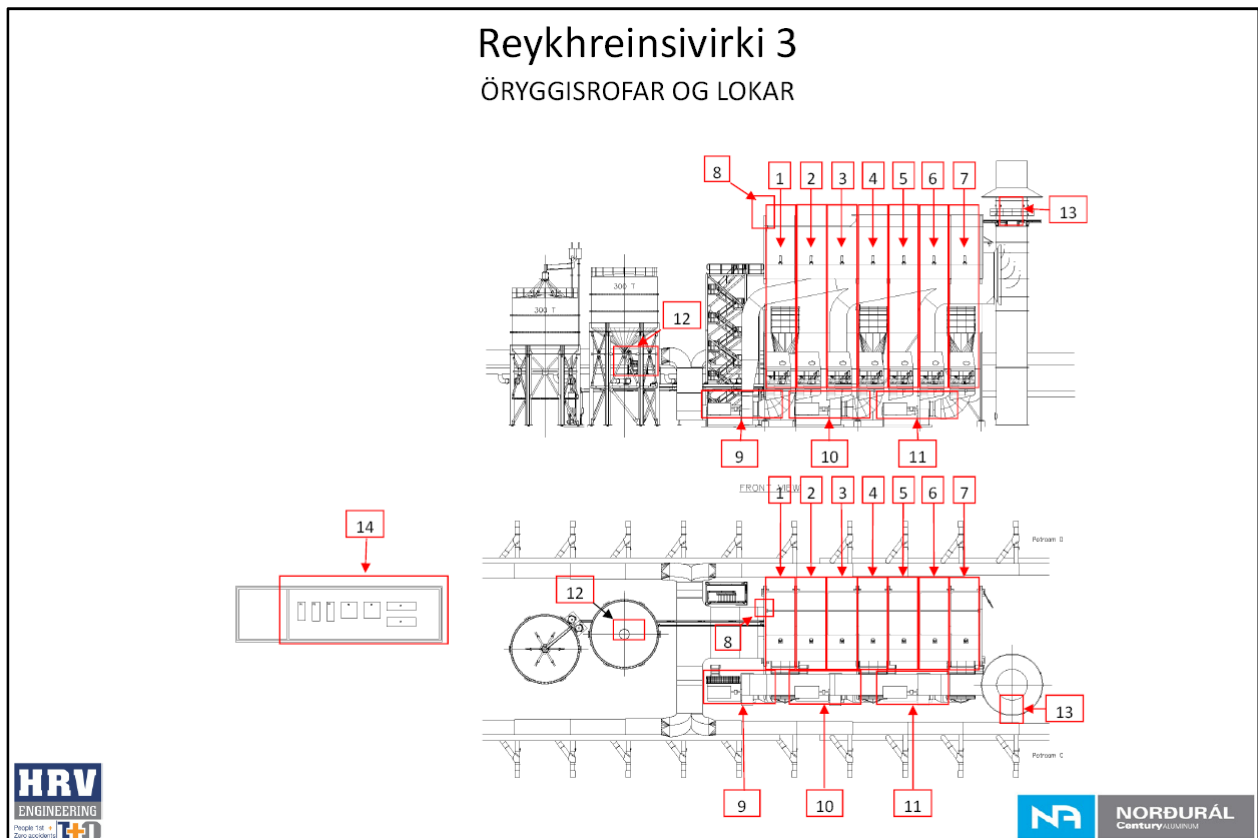 Reykhreinsivirki 3
ÖRYGGISROFAR OG LOKAR
8
1
2
3
4
5
6
7
13
300 T
300 T
12
9
10
11
FRONT VIEW
1
2
3
4
5
6
7
14
Potroom D
12
8
13
Potroom C
9
10
11
HRV
ENGINEERING
People 1st +
Zero accidents
NA
NORÐURÁL
Century ALUMINUM